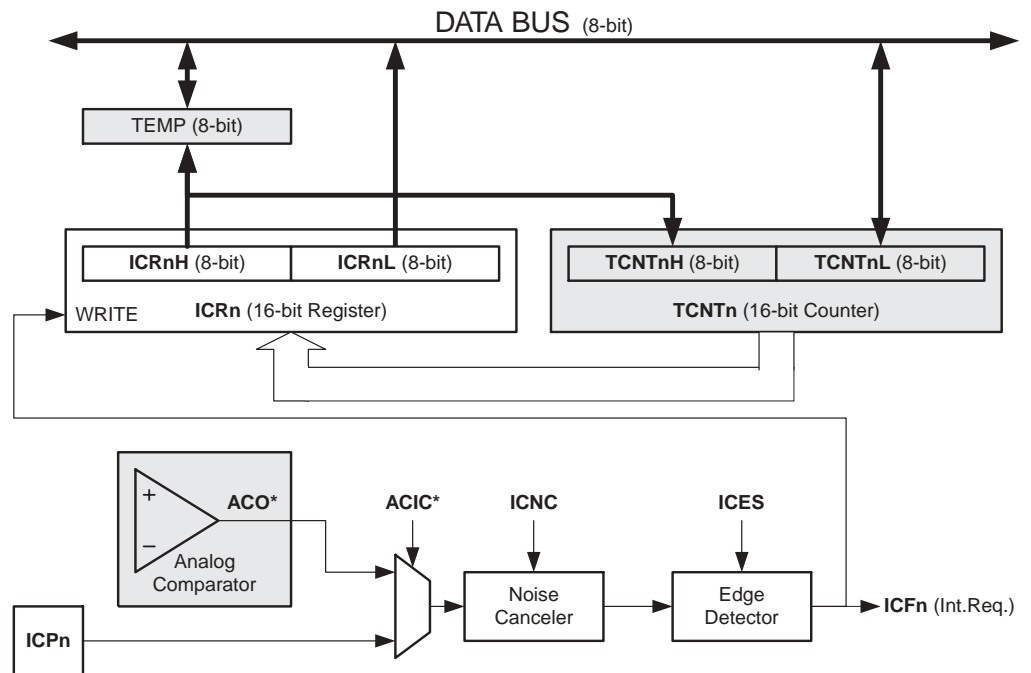 DATA BUS (8-bit)
TEMP (8-bit)
ICRnH (8-bit) ICRnL (8-bit) TCNTnH (8-bit) TCNTnL (8-bit)
WRITE ICRn (16-bit Register) TCNTn (16-bit Counter)
+
−
ACO* ACIC* ICNC ICES
Analog
Comparator
Noise
Canceler
Edge
Detector
ICFn (Int.Req.)
ICPn